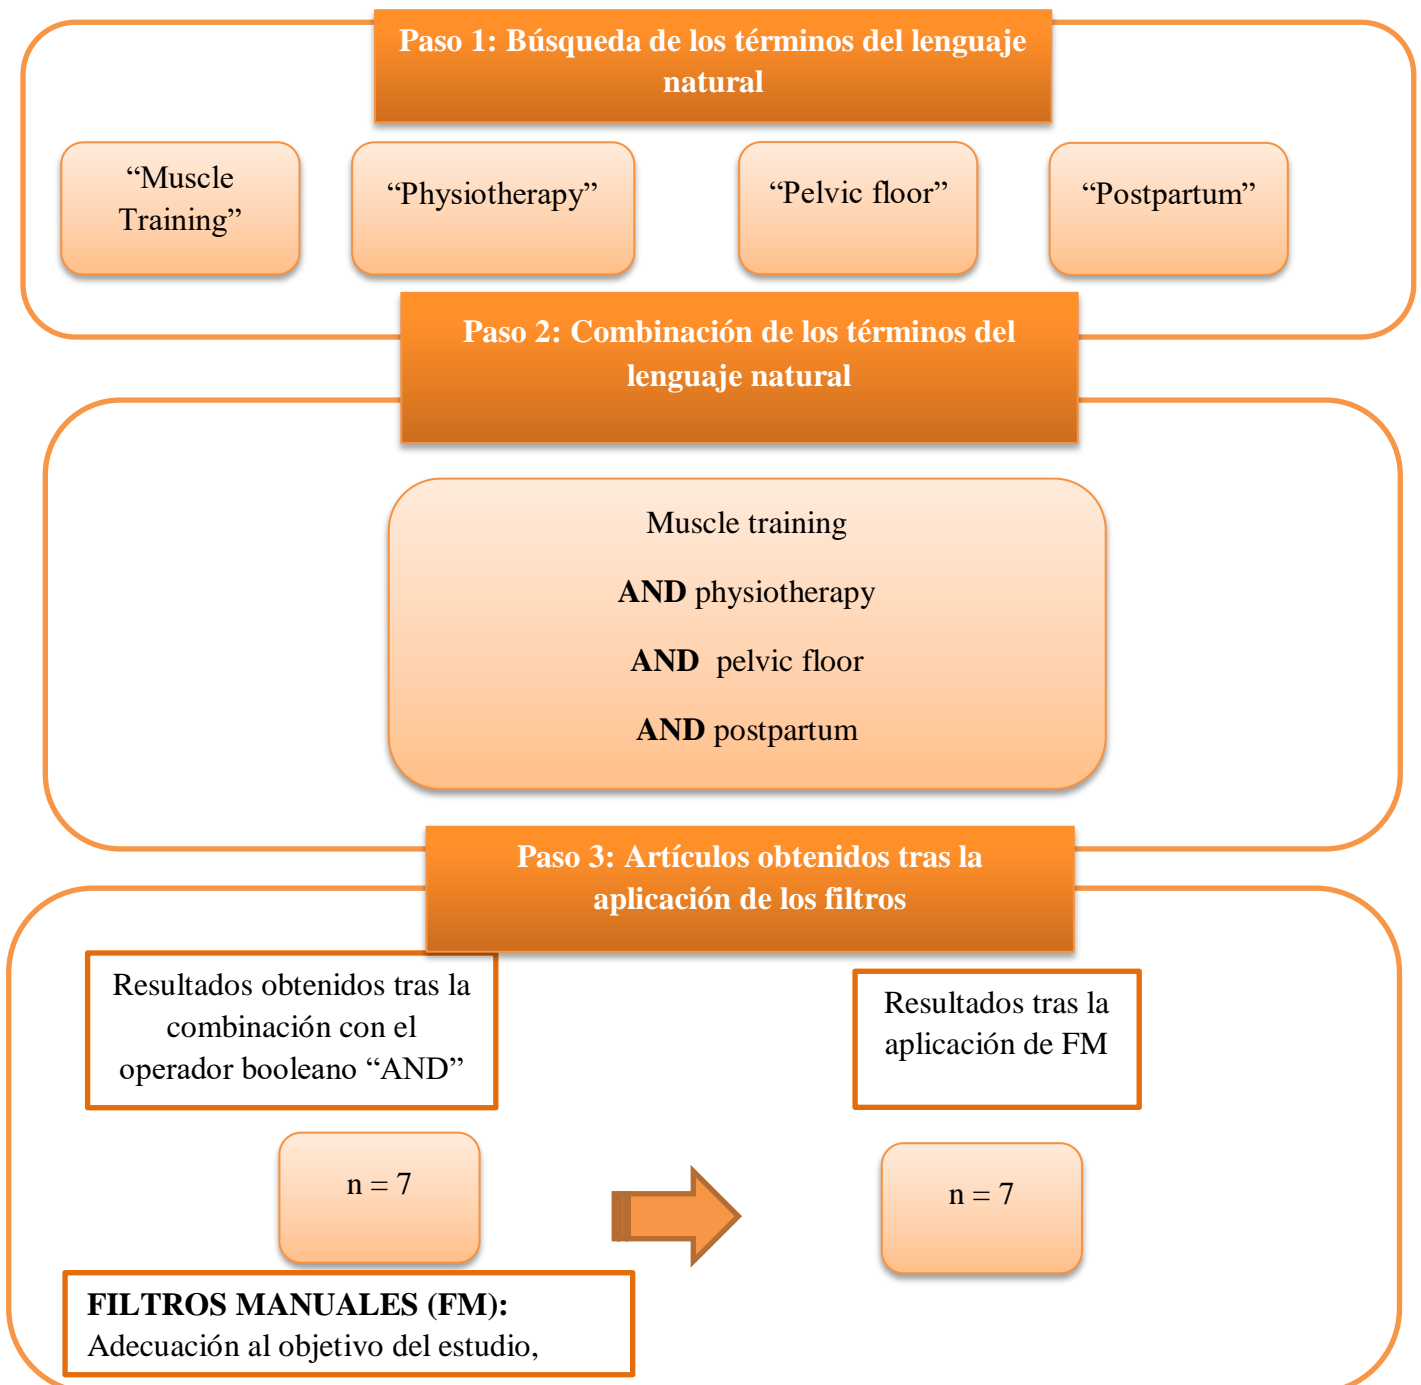 Paso 1: Búsqueda de los términos del lenguaje
natural
“Muscle
Training”
“Physiotherapy”
“Pelvic floor”
“Postpartum”
Paso 2: Combinación de los términos del
lenguaje natural
Muscle training
AND physiotherapy
AND pelvic floor
AND postpartum
Paso 3: Artículos obtenidos tras la
aplicación de los filtros
Resultados obtenidos tras la
combinación con el
operador booleano “AND”
Resultados tras la
aplicación de FM
n = 7
n = 7
FILTROS MANUALES (FM):
Adecuación al objetivo del estudio,